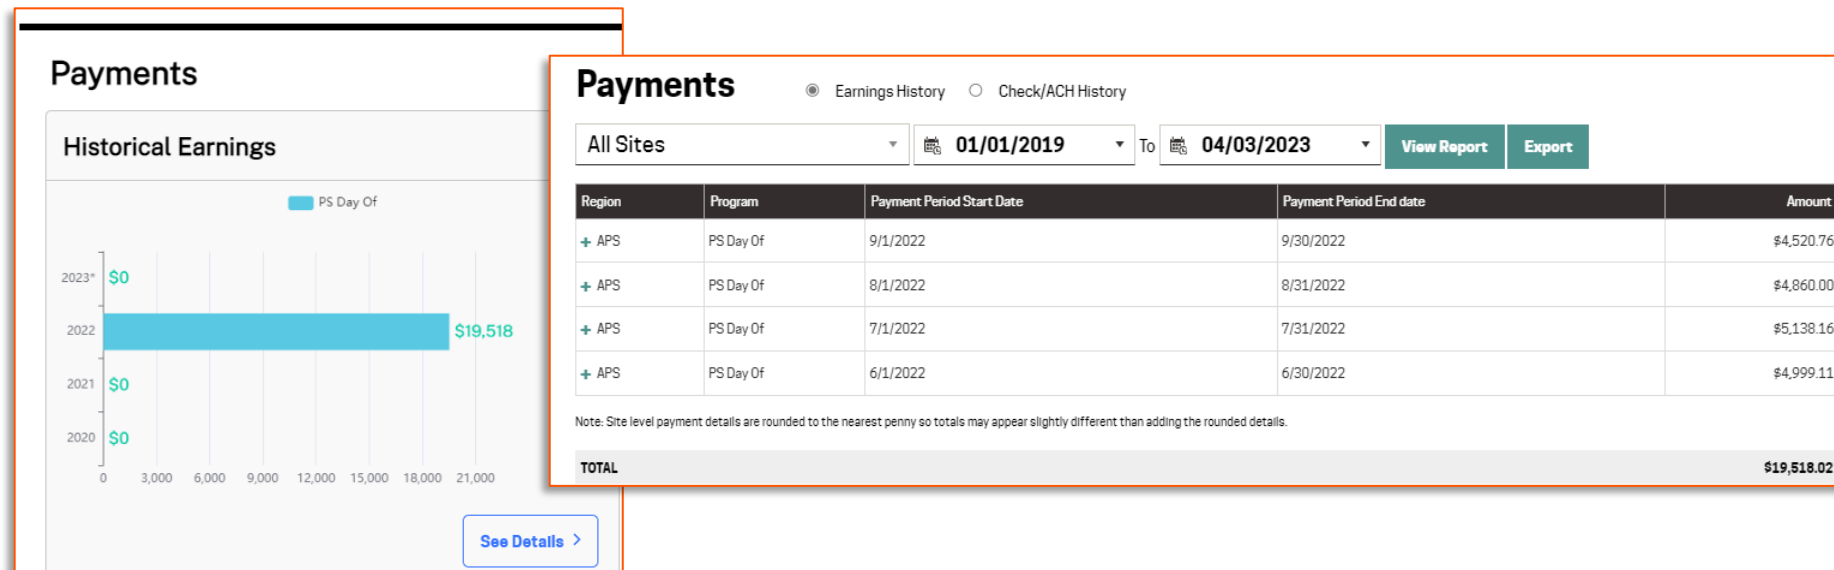 Payments
Historical Earnings
PS Day Of
2023* $0
2022 $19,518
2021 $0
2020 $0
0 3,000 6,000 9,000 12,000 15,000 18,000 21,000
See Details >
Payments Earnings History Check/ACH History
All Sites 01/01/2019 To 04/03/2023 View Report Export
Region Program Payment Period Start Date Payment Period End date Amount
+ APS PS Day Of 9/1/2022 9/30/2022 $4,520.76
+ APS PS Day Of 8/1/2022 8/31/2022 $4,860.00
+ APS PS Day Of 7/1/2022 7/31/2022 $5,138.16
+ APS PS Day Of 6/1/2022 6/30/2022 $4,999.11
Note: Site level payment details are rounded to the nearest penny so totals may appear slightly different than adding the rounded details.
TOTAL $19,518.02